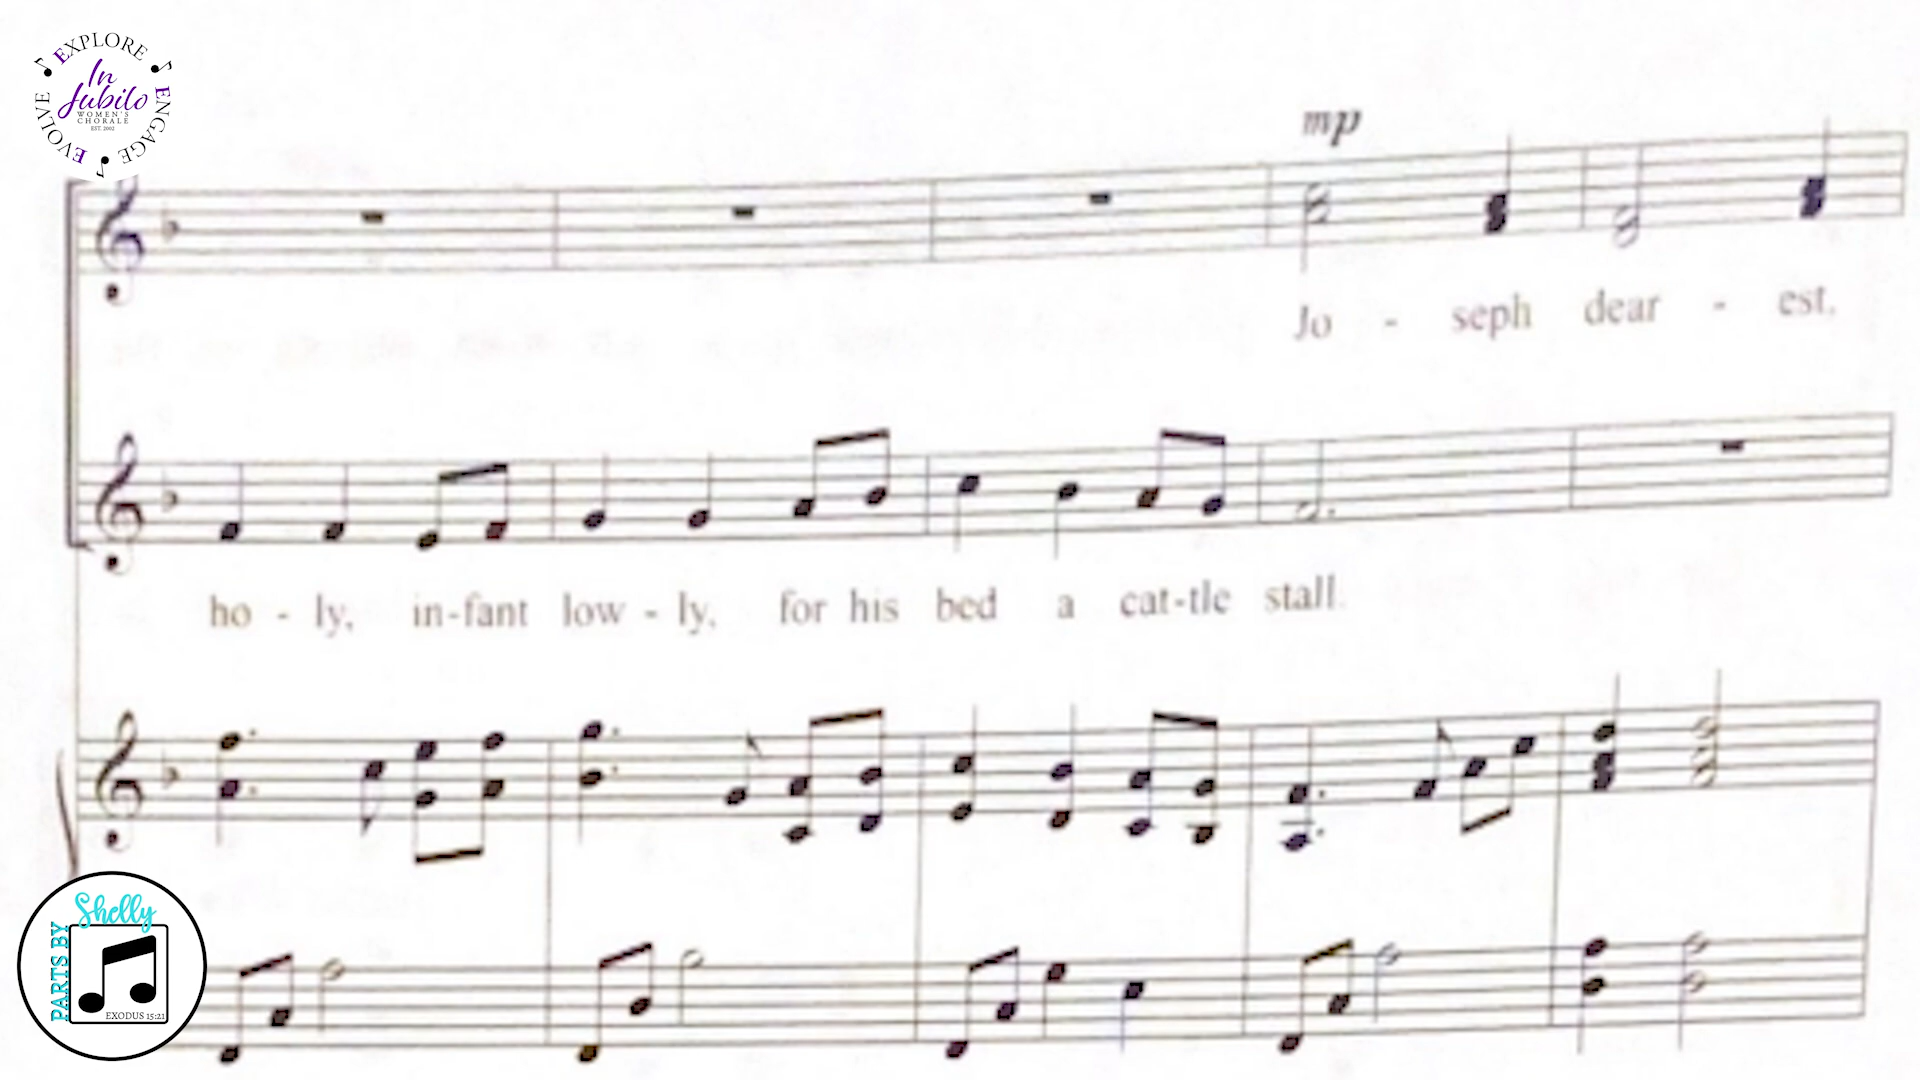 EXPLORE ENGAGE EVOLVE
In
Jubilo
WOMEN'S
CHORALE
EST. 2002
mp
Jo - seph dear - est,
ho - ly, in-fant low - ly, for his bed a cat-tle stall.
Shelly
PARTS BY
EXODUS 15:21